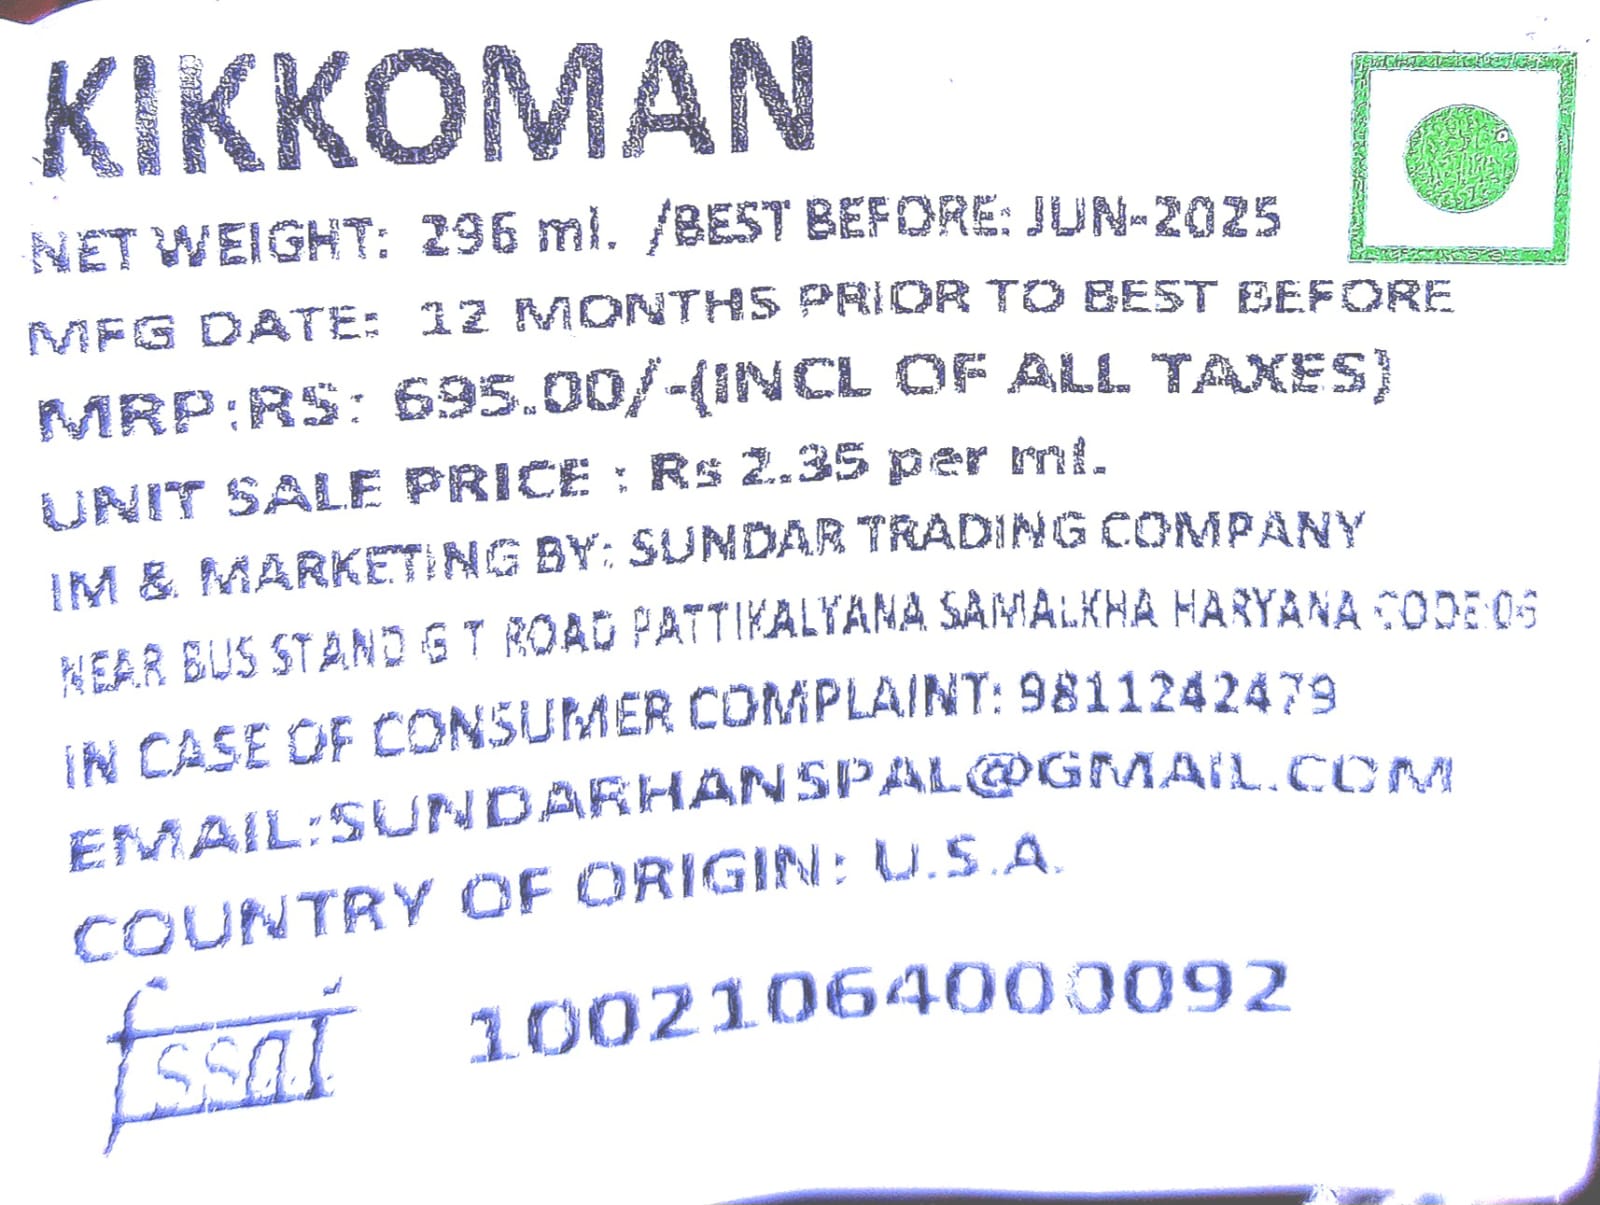 KIKKOMAN
NET WEIGHT: 296 ml. /BEST BEFORE: JUN-2025
MFG DATE: 12 MONTHS PRIOR TO BEST BEFORE
MRP:RS: 695.00/-(INCL OF ALL TAXES)
UNIT SALE PRICE : Rs 2.35 per ml.
IM & MARKETING BY: SUNDAR TRADING COMPANY
NEAR BUS STAND G T ROAD PATTIKALYANA SAMALKHA HARYANA CODE:06
IN CASE OF CONSUMER COMPLAINT: 9811242479
EMAIL:SUNDARHANSPAL@GMAIL.COM
COUNTRY OF ORIGIN: U.S.A.
fssai 10021064000092